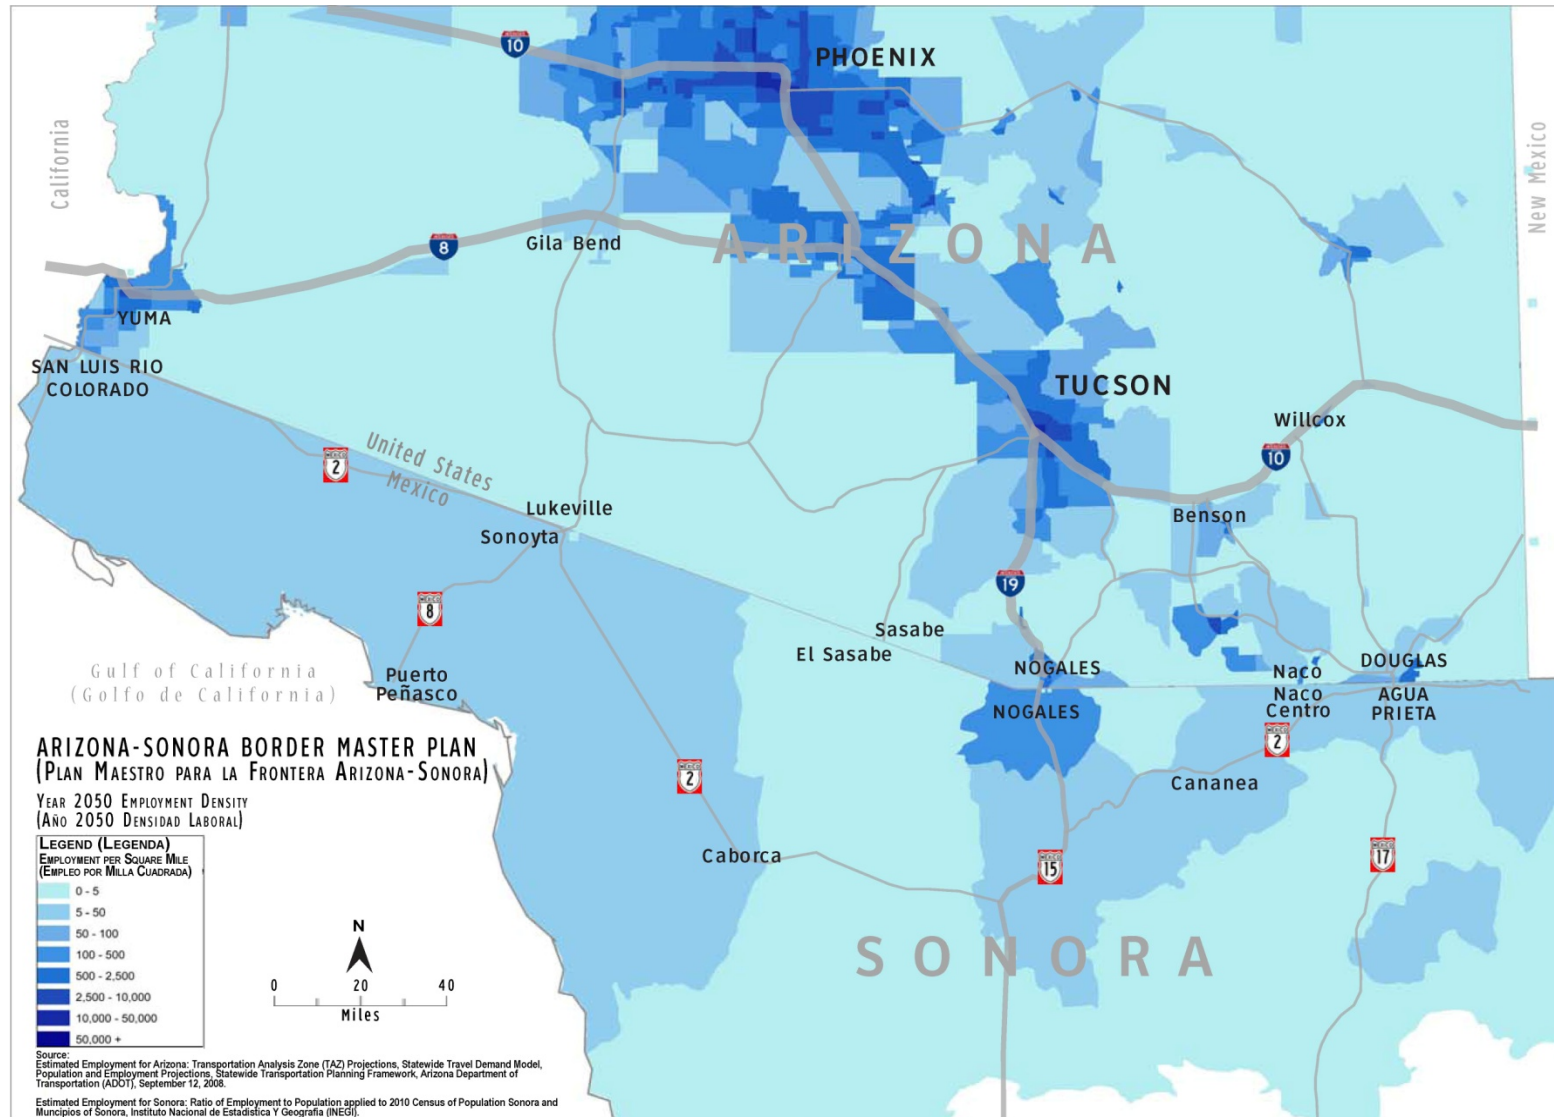 10
PHOENIX
California
New Mexico
ARIZONA
8
Gila Bend
YUMA
SAN LUIS RIO
COLORADO
TUCSON
Willcox
10
United States
Mexico
MEXICO
2
Lukeville
Sonoyta
Benson
19
MEXICO
8
Sasabe
El Sasabe
Gulf of California
(Golfo de California)
Puerto
Peñasco
NOGALES
NOGALES
Naco
Naco
Centro
DOUGLAS
AGUA
PRIETA
MEXICO
2
Cananea
MEXICO
2
Caborca
MEXICO
15
MEXICO
17
SONORA
ARIZONA-SONORA BORDER MASTER PLAN
(PLAN MAESTRO PARA LA FRONTERA ARIZONA-SONORA)
YEAR 2050 EMPLOYMENT DENSITY
(AÑO 2050 DENSIDAD LABORAL)
LEGEND (LEGENDA)
EMPLOYMENT PER SQUARE MILE
(EMPLEO POR MILLA CUADRADA)
0 - 5
5 - 50
50 - 100
100 - 500
500 - 2,500
2,500 - 10,000
10,000 - 50,000
50,000 +
N
0 20 40
Miles
Source:
Estimated Employment for Arizona: Transportation Analysis Zone (TAZ) Projections, Statewide Travel Demand Model,
Population and Employment Projections, Statewide Transportation Planning Framework, Arizona Department of
Transportation (ADOT), September 12, 2008.
Estimated Employment for Sonora: Ratio of Employment to Population applied to 2010 Census of Population Sonora and
Muncipios of Sonora, Instituto Nacional de Estadistica Y Geografia (INEGI).